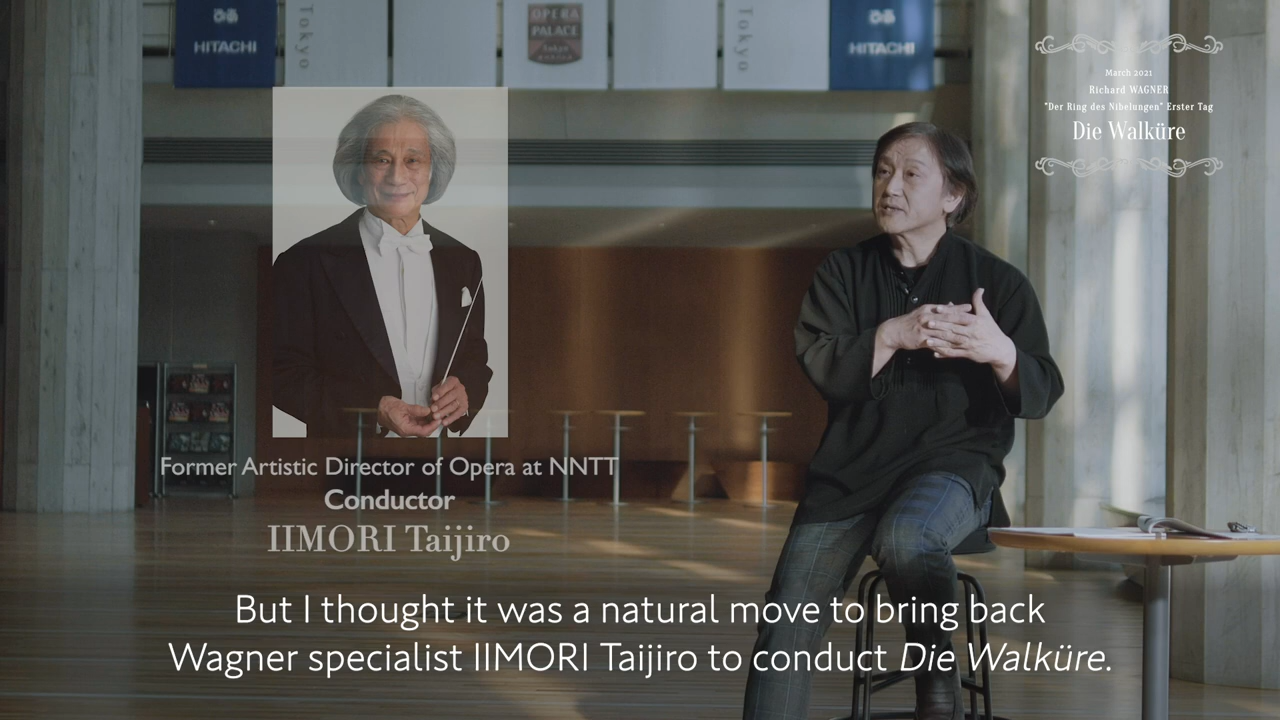 HITACHI
Tokyo
OPERA
PALACE
Tokyo
Tokyo
HITACHI
March 2021
Richard WAGNER
"Der Ring des Nibelungen" Erster Tag
Die Walküre
Former Artistic Director of Opera at NNTT
Conductor
IIMORI Taijiro
But I thought it was a natural move to bring back
Wagner specialist IIMORI Taijiro to conduct Die Walküre.